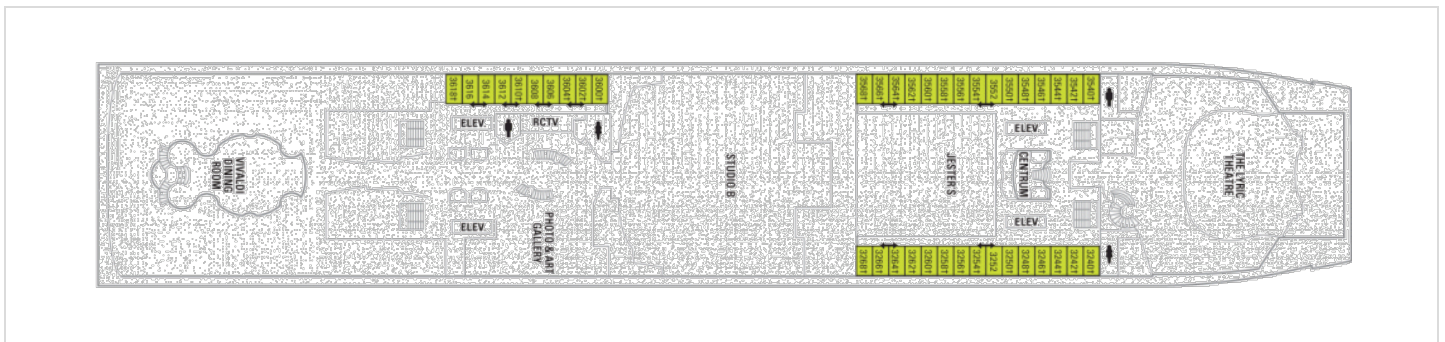 3618†
3616
3614
3612
3610†
3608
3606
3604†
3602†
3600†
3568†
3566†
3564†
3562†
3560†
3558†
3556†
3554†
3552
3550†
3548†
3546†
3544†
3542†
3540†
ELEV.
RCTV
ELEV.
VIVALDI
DINING
ROOM
STUDIO B
JESTER'S
CENTRUM
THE LYRIC
THEATRE
ELEV.
PHOTO & ART
GALLERY
ELEV.
3268†
3266†
3264†
3262†
3260†
3258†
3256†
3254†
3252
3250†
3248†
3246†
3244†
3242†
3240†